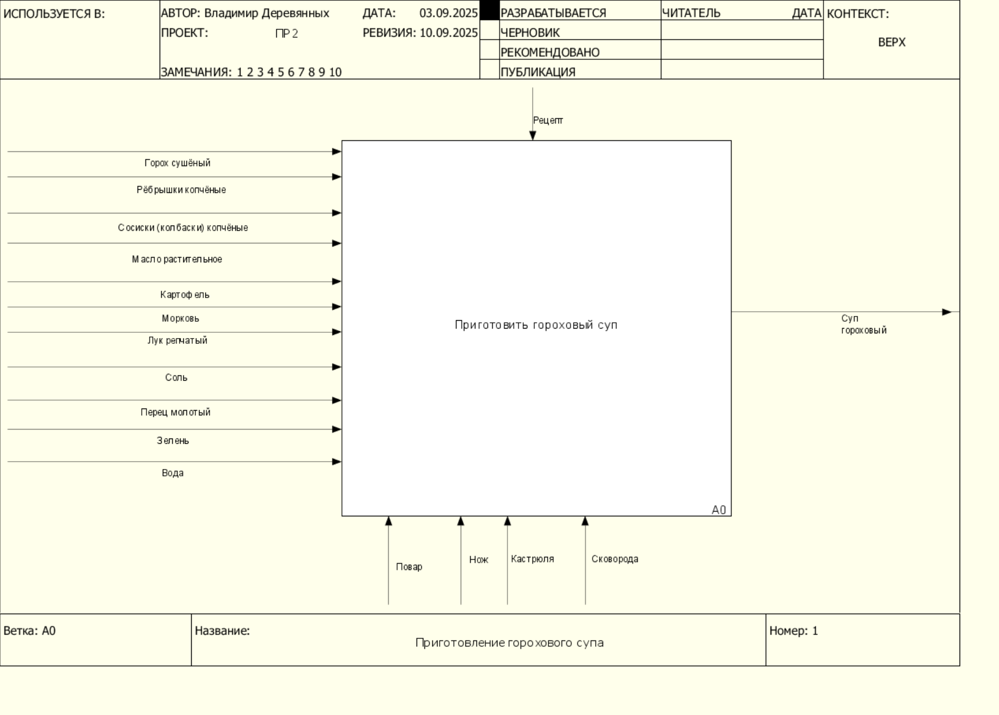 ИСПОЛЬЗУЕТСЯ В:
АВТОР: Владимир Деревянных
ДАТА: 03.09.2025
ПРОЕКТ: ПР2
РЕВИЗИЯ: 10.09.2025
ЗАМЕЧАНИЯ: 1 2 3 4 5 6 7 8 9 10
РАЗРАБАТЫВАЕТСЯ
ЧЕРНОВИК
РЕКОМЕНДОВАНО
ПУБЛИКАЦИЯ
ЧИТАТЕЛЬ ДАТА
КОНТЕКСТ:
ВЕРХ
Рецепт
Горох сушёный
Рёбрышки копчёные
Сосиски (колбаски) копчёные
Масло растительное
Картофель
Морковь
Лук репчатый
Соль
Перец молотый
Зелень
Вода
Приготовить гороховый суп
A0
Суп
гороховый
Повар
Нож
Кастрюля
Сковорода
Ветка: A0
Название:
Приготовление горохового супа
Номер: 1